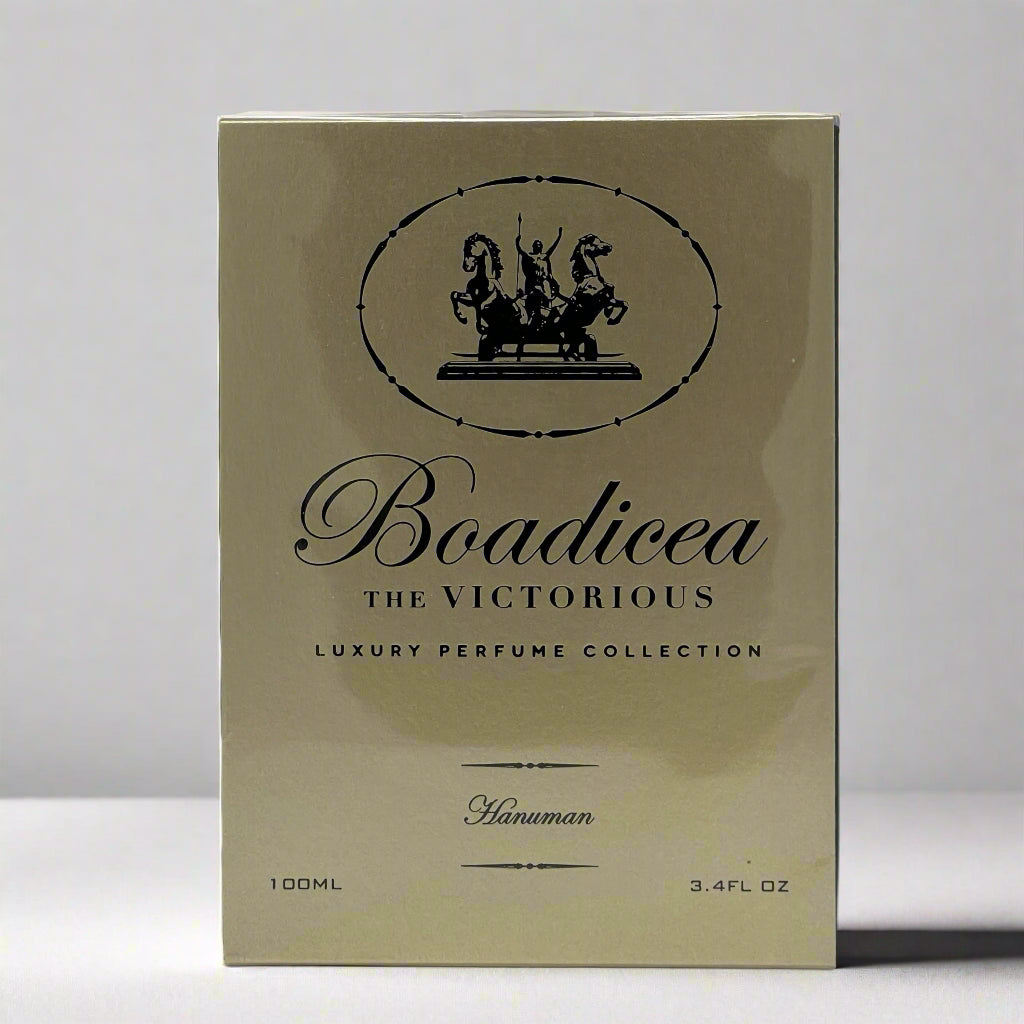 Boadicea
THE VICTORIOUS
LUXURY PERFUME COLLECTION
Hanuman
100ML
3.4FL OZ